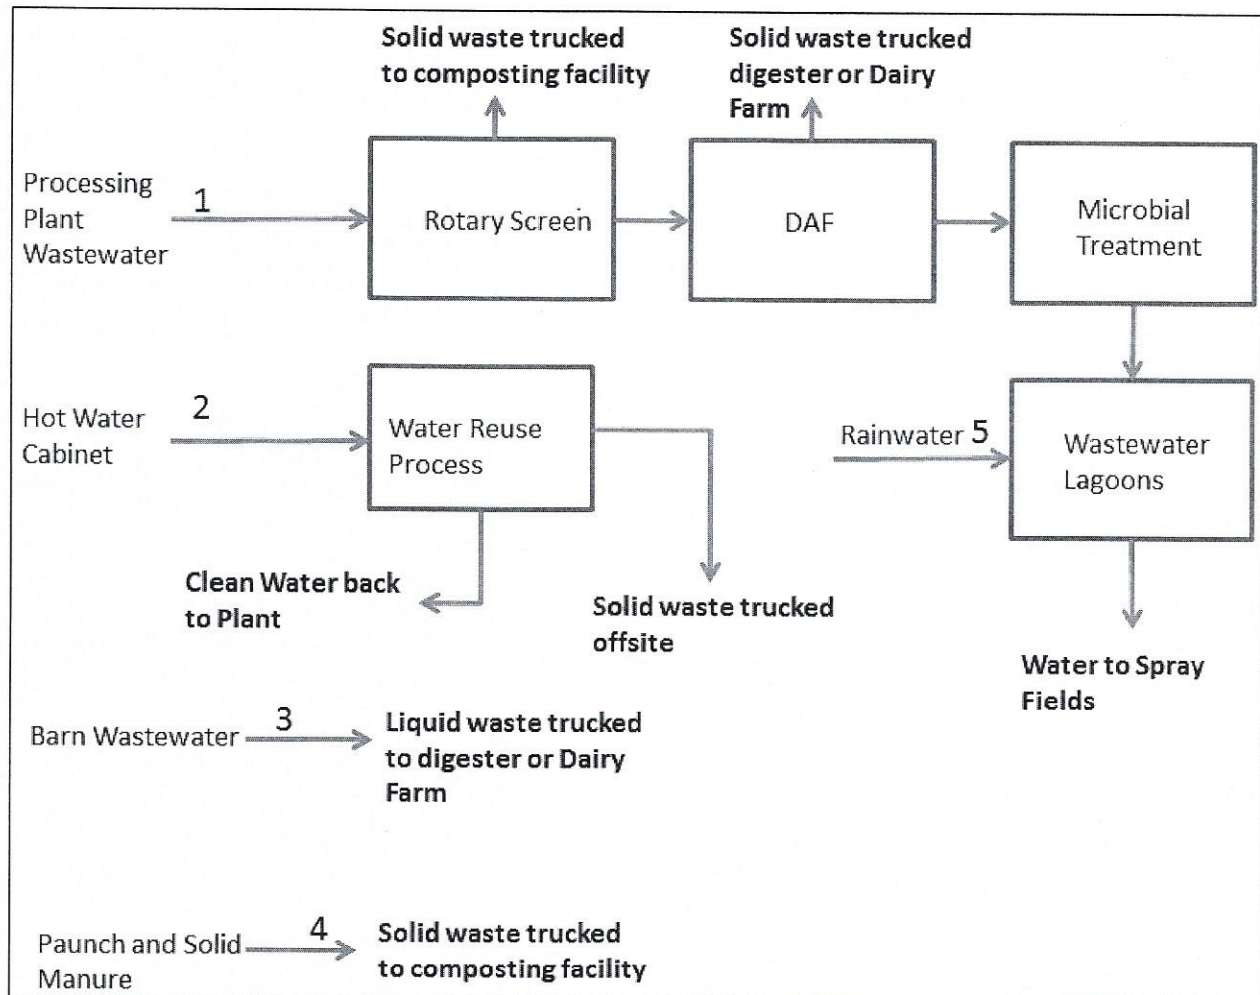 Solid waste trucked
to composting facility
Solid waste trucked
digester or Dairy
Farm
Processing
Plant
Wastewater
1
Rotary Screen
DAF
Microbial
Treatment
Hot Water
Cabinet
2
Water Reuse
Process
Rainwater 5
Wastewater
Lagoons
Clean Water back
to Plant
Solid waste trucked
offsite
Water to Spray
Fields
Barn Wastewater
3
Liquid waste trucked
to digester or Dairy
Farm
Paunch and Solid
Manure
4
Solid waste trucked
to composting facility